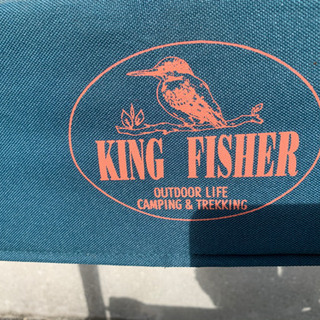 KING FISHER
OUTDOOR LIFE
CAMPING & TREKKING